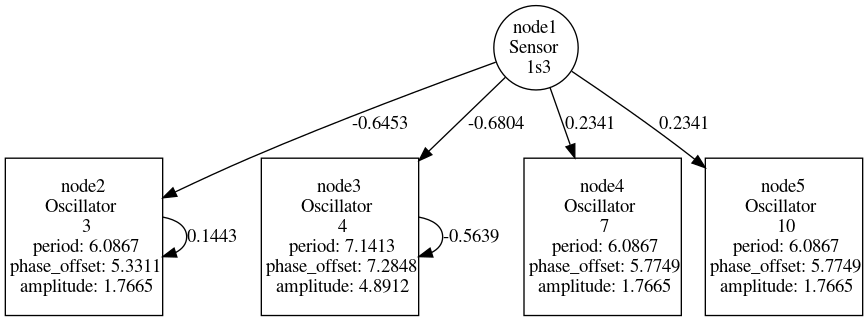 node1
Sensor
1s3
-0.6453
-0.6804
0.2341
0.2341
node2
Oscillator
3
period: 6.0867
phase_offset: 5.3311
amplitude: 1.7665
0.1443
node3
Oscillator
4
period: 7.1413
phase_offset: 7.2848
amplitude: 4.8912
-0.5639
node4
Oscillator
7
period: 6.0867
phase_offset: 5.7749
amplitude: 1.7665
node5
Oscillator
10
period: 6.0867
phase_offset: 5.7749
amplitude: 1.7665